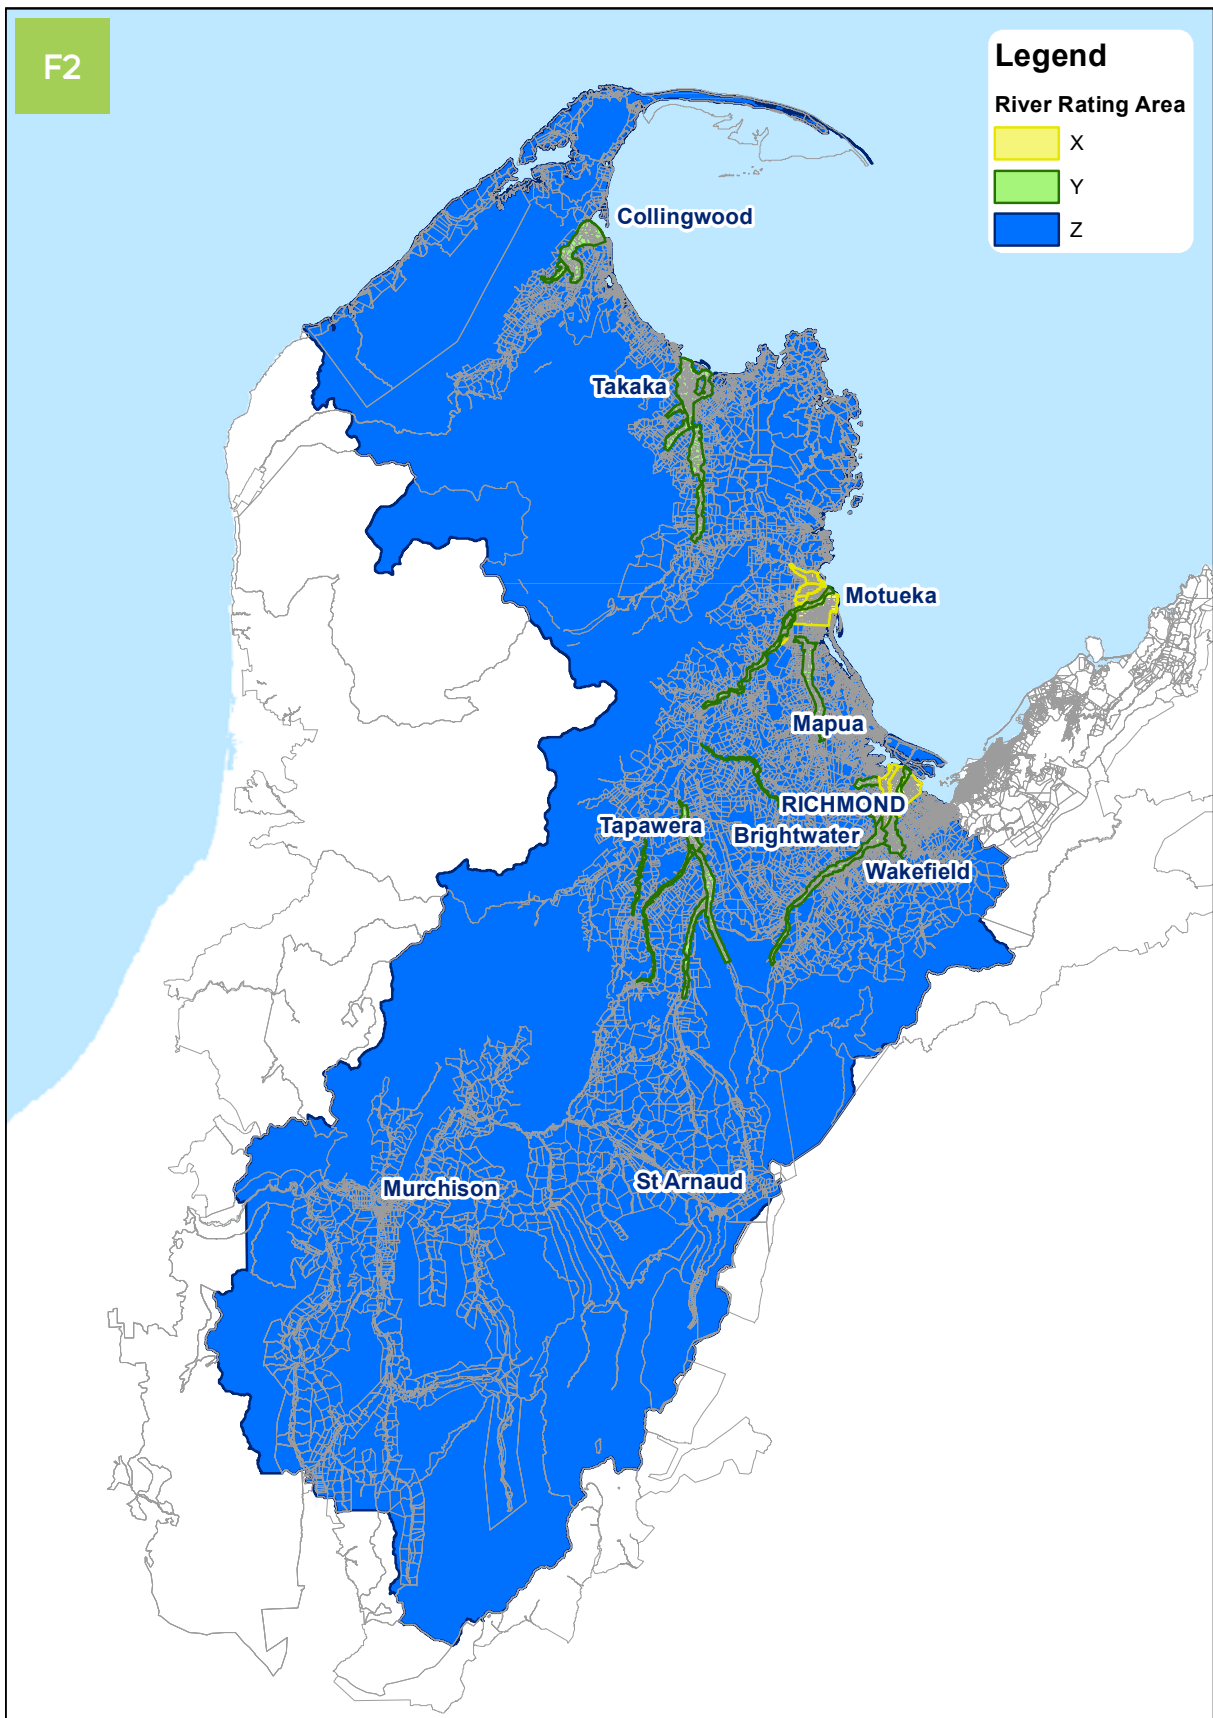 F2
Legend
River Rating Area
X
Y
Z
Collingwood
Takaka
Motueka
Mapua
RICHMOND
Tapawera
Brightwater
Wakefield
St Arnaud
Murchison